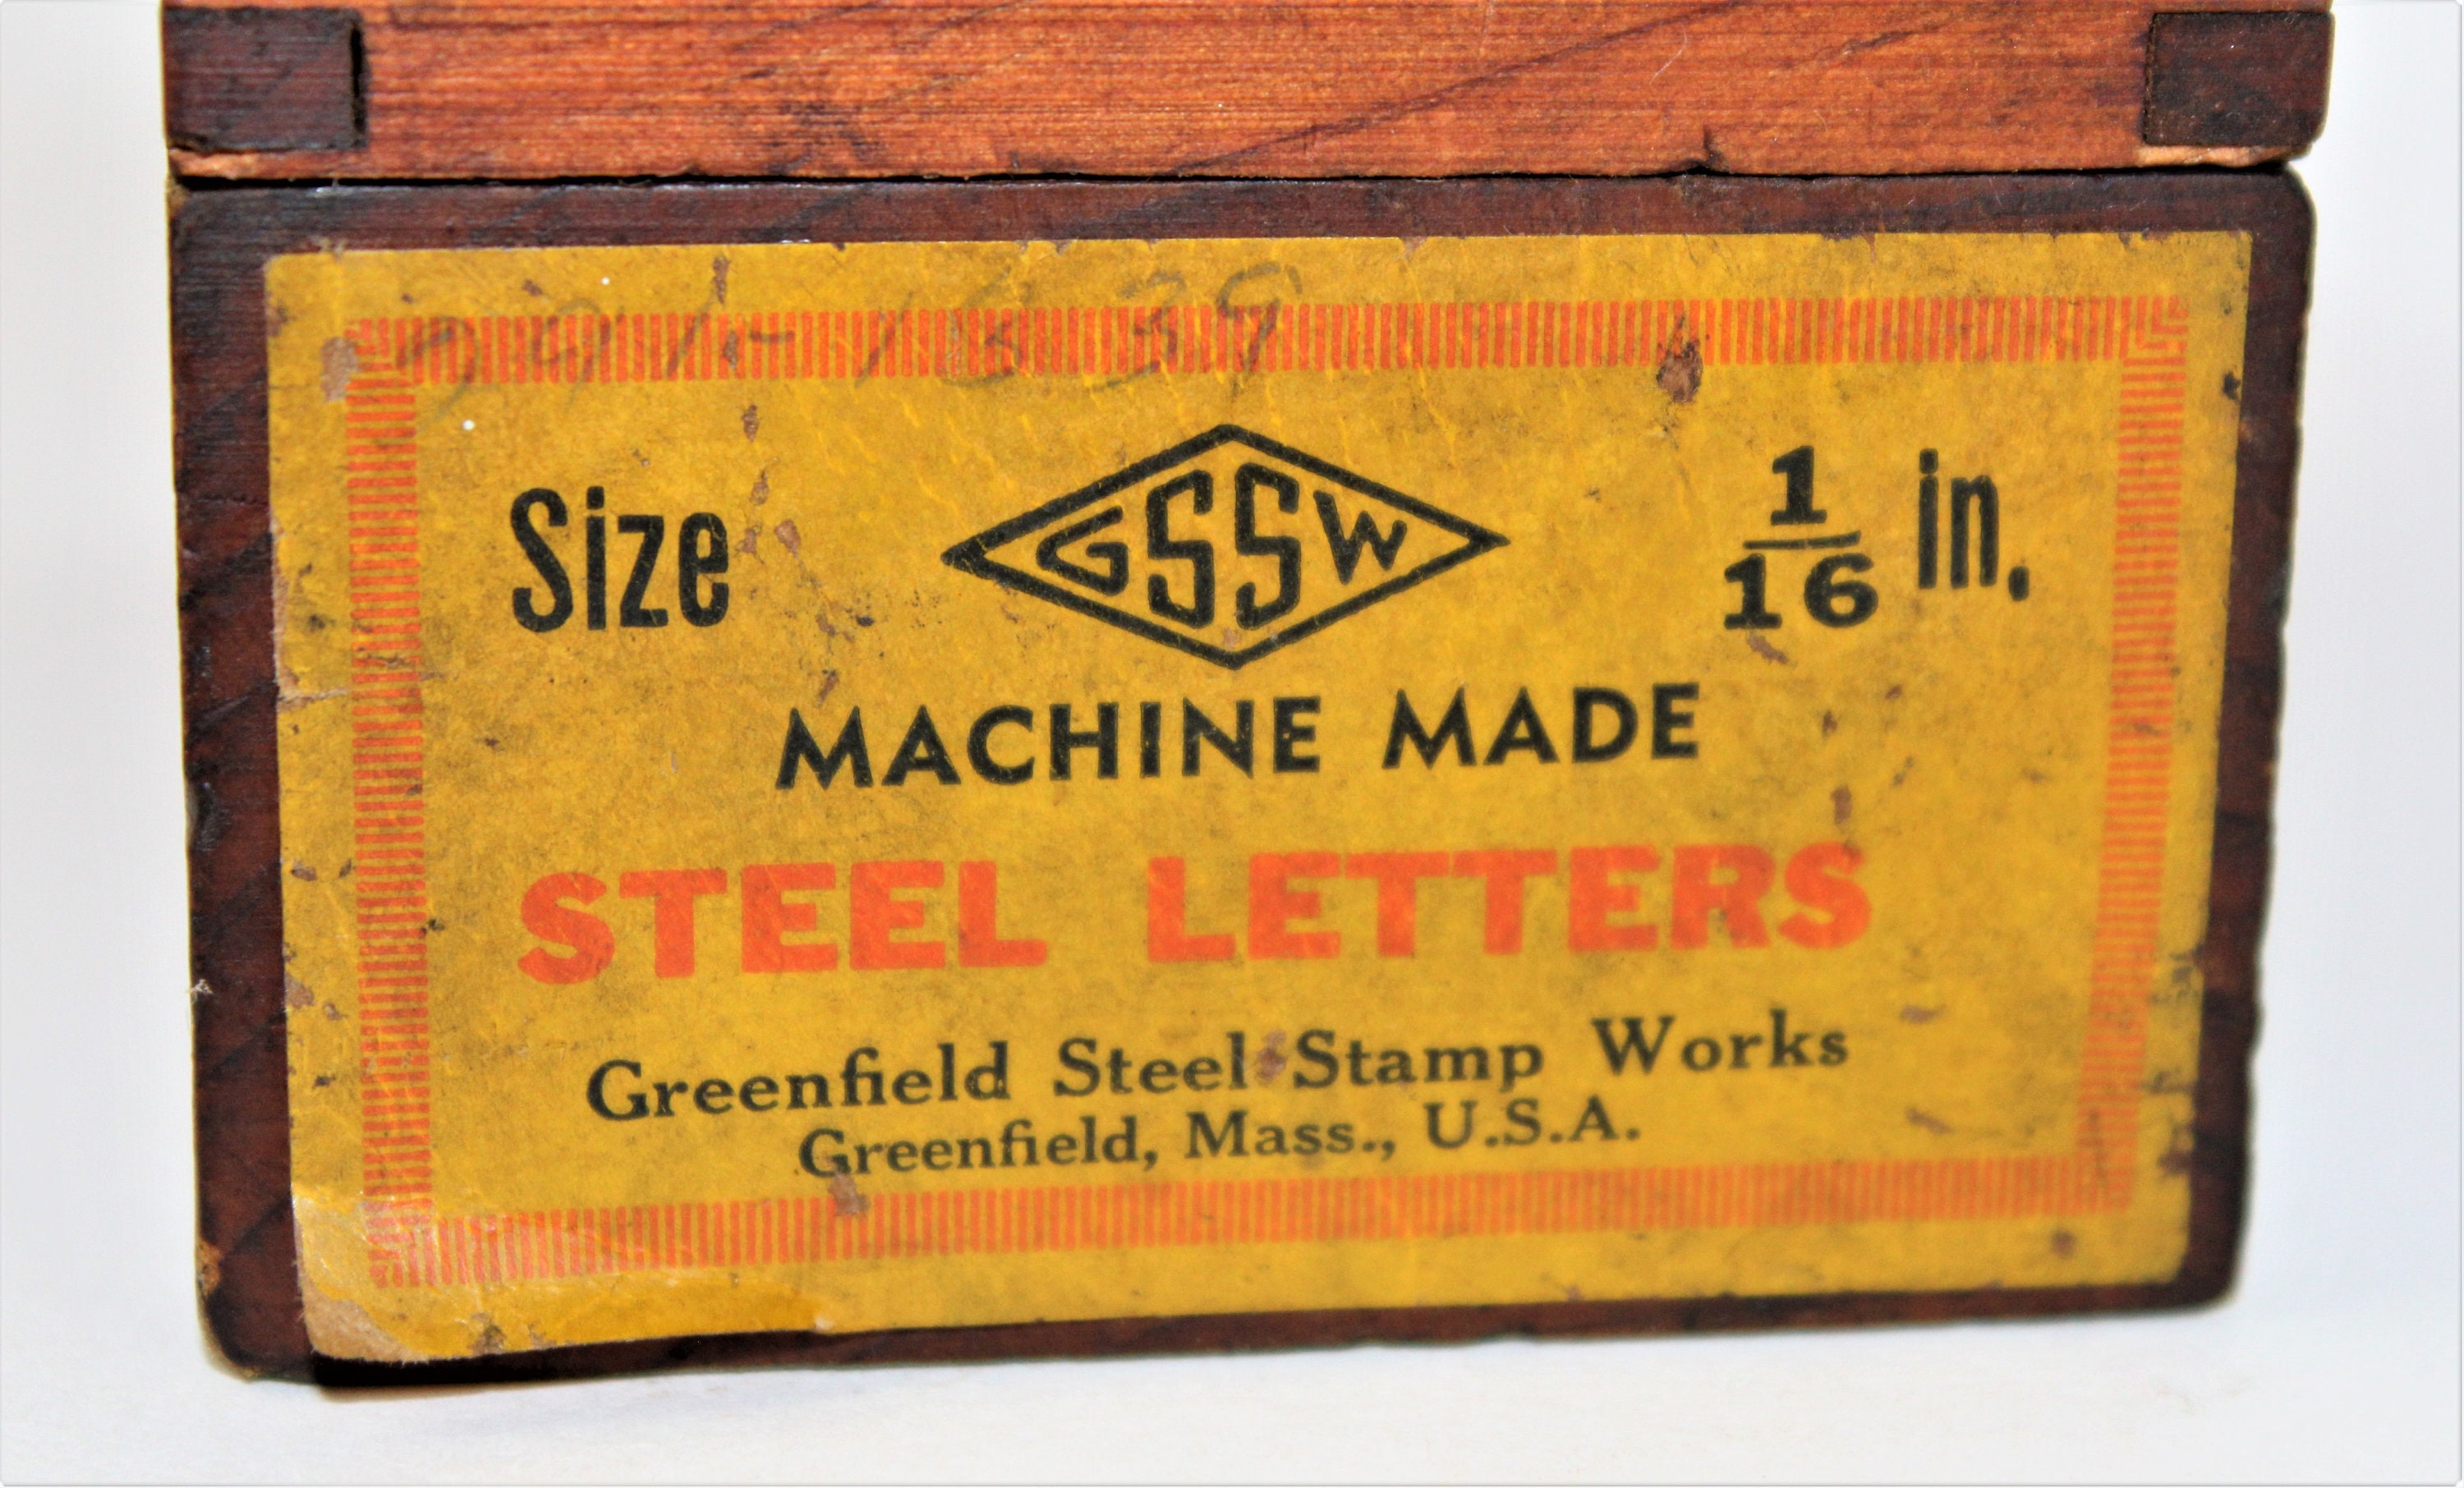 Size GSSW 1/16 in.
MACHINE MADE
STEEL LETTERS
Greenfield Steel Stamp Works
Greenfield, Mass., U.S.A.